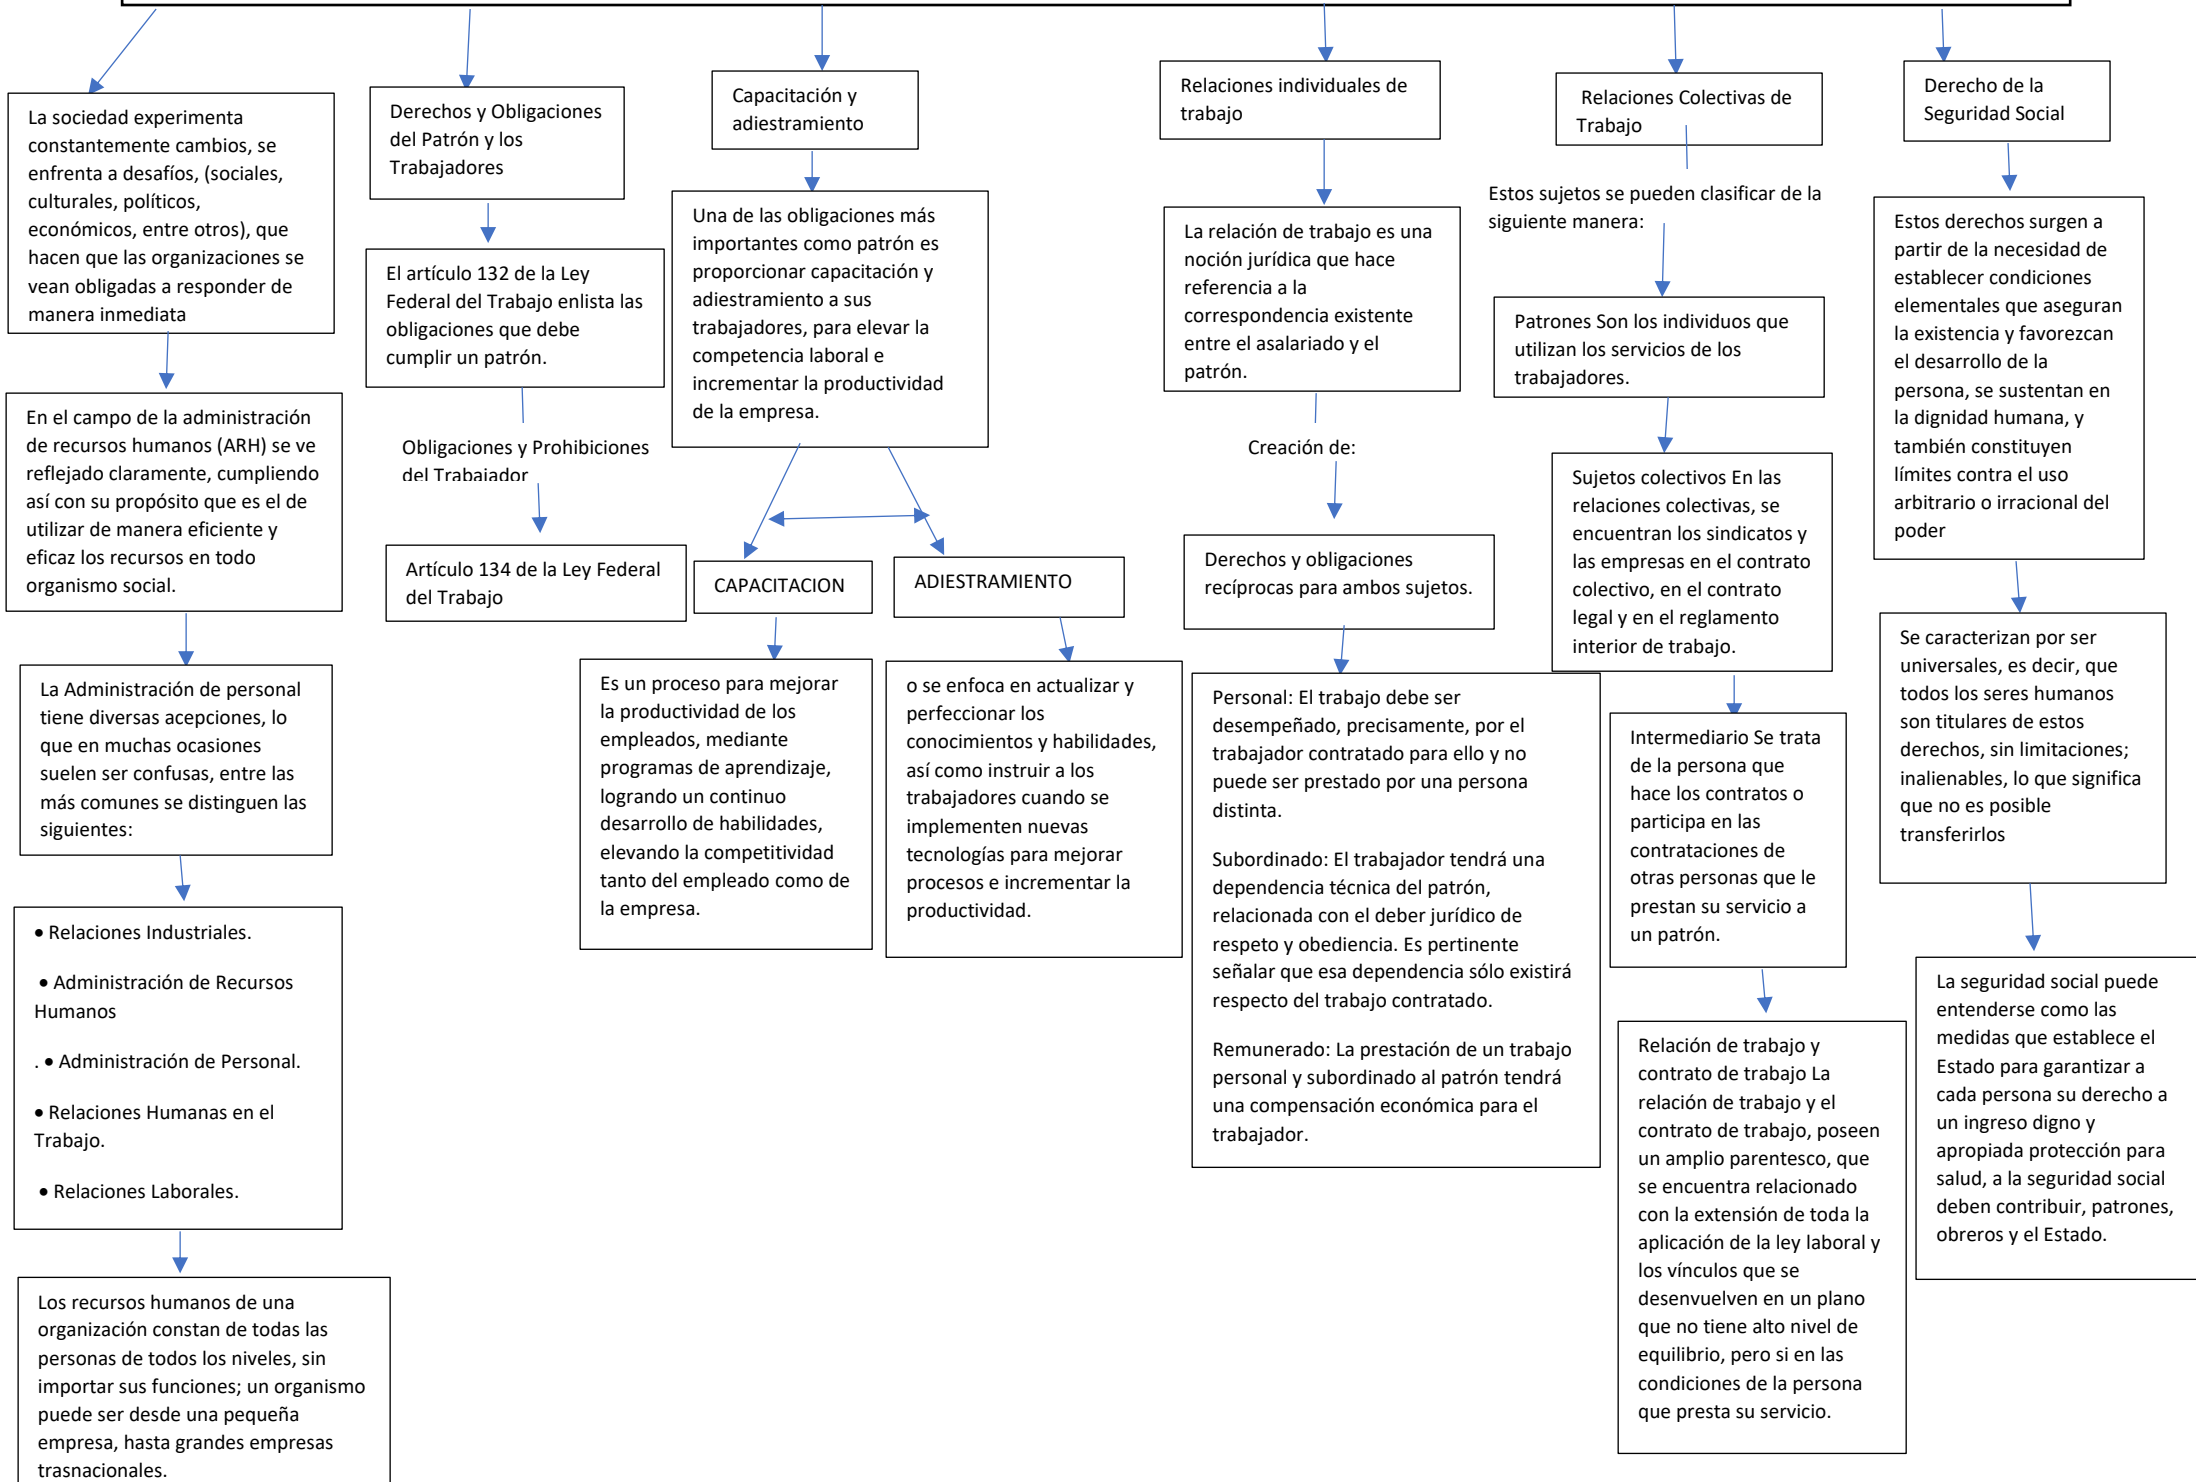 La sociedad experimenta
constantemente cambios, se
enfrenta a desafíos, (sociales,
culturales, políticos,
económicos, entre otros), que
hacen que las organizaciones se
vean obligadas a responder de
manera inmediata
En el campo de la administración
de recursos humanos (ARH) se ve
reflejado claramente, cumpliendo
así con su propósito que es el de
utilizar de manera eficiente y
eficaz los recursos en todo
organismo social.
La Administración de personal
tiene diversas acepciones, lo
que en muchas ocasiones
suelen ser confusas, entre las
más comunes se distinguen las
siguientes:
• Relaciones Industriales.
• Administración de Recursos
Humanos
. • Administración de Personal.
• Relaciones Humanas en el
Trabajo.
• Relaciones Laborales.
Los recursos humanos de una
organización constan de todas las
personas de todos los niveles, sin
importar sus funciones; un organismo
puede ser desde una pequeña
empresa, hasta grandes empresas
trasnacionales.
Derechos y Obligaciones
del Patrón y los
Trabajadores
El artículo 132 de la Ley
Federal del Trabajo enlista las
obligaciones que debe
cumplir un patrón.
Obligaciones y Prohibiciones
del Trabajador
Artículo 134 de la Ley Federal
del Trabajo
Capacitación y
adiestramiento
Una de las obligaciones más
importantes como patrón es
proporcionar capacitación y
adiestramiento a sus
trabajadores, para elevar la
competencia laboral e
incrementar la productividad
de la empresa.
CAPACITACION
Es un proceso para mejorar
la productividad de los
empleados, mediante
programas de aprendizaje,
logrando un continuo
desarrollo de habilidades,
elevando la competitividad
tanto del empleado como de
la empresa.
ADIESTRAMIENTO
o se enfoca en actualizar y
perfeccionar los
conocimientos y habilidades,
así como instruir a los
trabajadores cuando se
implementen nuevas
tecnologías para mejorar
procesos e incrementar la
productividad.
Relaciones individuales de
trabajo
La relación de trabajo es una
noción jurídica que hace
referencia a la
correspondencia existente
entre el asalariado y el
patrón.
Creación de:
Derechos y obligaciones
recíprocas para ambos sujetos.
Personal: El trabajo debe ser
desempeñado, precisamente, por el
trabajador contratado para ello y no
puede ser prestado por una persona
distinta.
Subordinado: El trabajador tendrá una
dependencia técnica del patrón,
relacionada con el deber jurídico de
respeto y obediencia. Es pertinente
señalar que esa dependencia sólo existirá
respecto del trabajo contratado.
Remunerado: La prestación de un trabajo
personal y subordinado al patrón tendrá
una compensación económica para el
trabajador.
Relaciones Colectivas de
Trabajo
Estos sujetos se pueden clasificar de la
siguiente manera:
Patrones Son los individuos que
utilizan los servicios de los
trabajadores.
Sujetos colectivos En las
relaciones colectivas, se
encuentran los sindicatos y
las empresas en el contrato
colectivo, en el contrato
legal y en el reglamento
interior de trabajo.
Intermediario Se trata
de la persona que
hace los contratos o
participa en las
contrataciones de
otras personas que le
prestan su servicio a
un patrón.
Relación de trabajo y
contrato de trabajo La
relación de trabajo y el
contrato de trabajo, poseen
un amplio parentesco, que
se encuentra relacionado
con la extensión de toda la
aplicación de la ley laboral y
los vínculos que se
desenvuelven en un plano
que no tiene alto nivel de
equilibrio, pero si en las
condiciones de la persona
que presta su servicio.
Derecho de la
Seguridad Social
Estos derechos surgen a
partir de la necesidad de
establecer condiciones
elementales que aseguran
la existencia y favorezcan
el desarrollo de la
persona, se sustentan en
la dignidad humana, y
también constituyen
límites contra el uso
arbitrario o irracional del
poder
Se caracterizan por ser
universales, es decir, que
todos los seres humanos
son titulares de estos
derechos, sin limitaciones;
inalienables, lo que significa
que no es posible
transferirlos
La seguridad social puede
entenderse como las
medidas que establece el
Estado para garantizar a
cada persona su derecho a
un ingreso digno y
apropiada protección para
salud, a la seguridad social
deben contribuir, patrones,
obreros y el Estado.